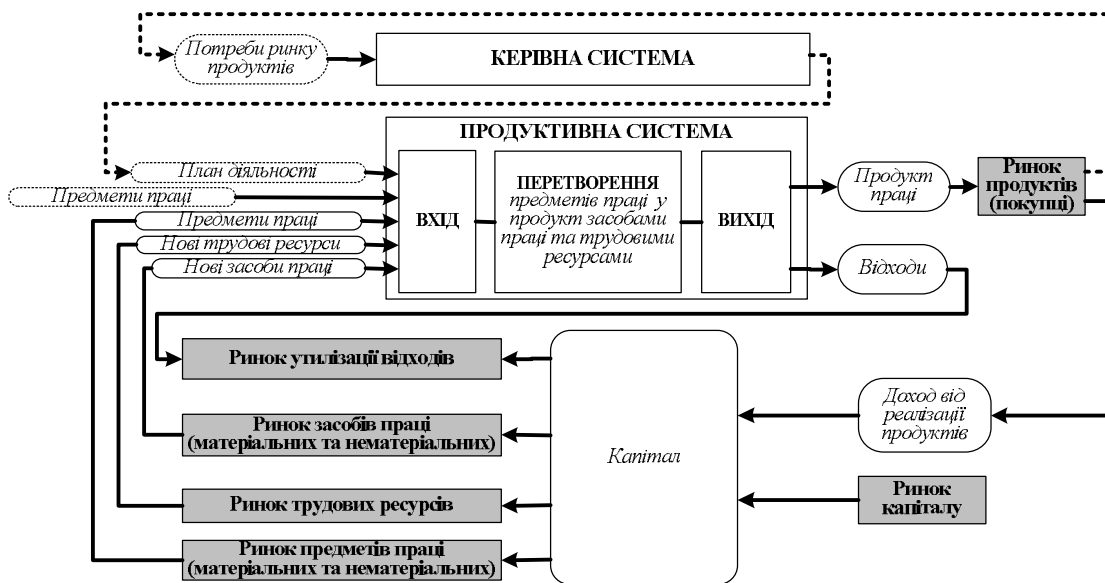 Потреби ринку
продуктів
КЕРІВНА СИСТЕМА
ПРОДУКТИВНА СИСТЕМА
План діяльності
Предмети праці
Предмети праці
Нові трудові ресурси
Нові засоби праці
ВХІД
ПЕРЕТВОРЕННЯ
предметів праці у
продукт засобами
праці та трудовими
ресурсами
ВИХІД
Продукт
праці
Ринок
продуктів
(покупці)
Відходи
Ринок утилізації відходів
Ринок засобів праці
(матеріальних та нематеріальних)
Ринок трудових ресурсів
Ринок предметів праці
(матеріальних та нематеріальних)
Капітал
Доход від
реалізації
продуктів
Ринок
капіталу